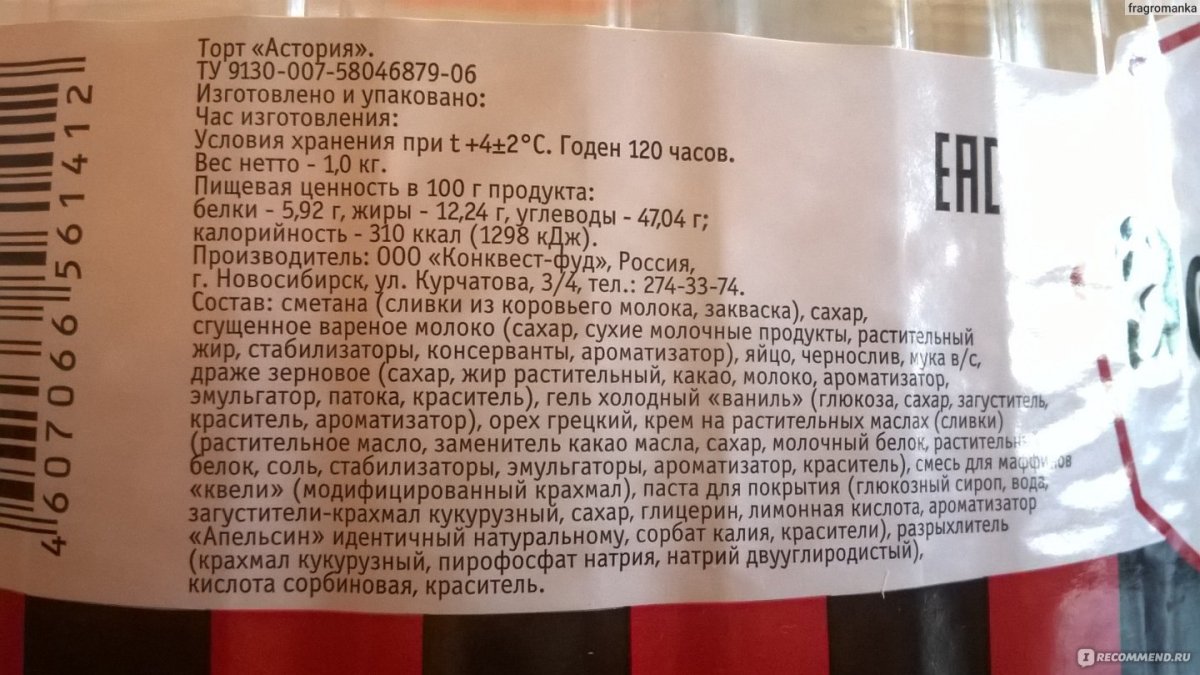 fragromanka
Торт «Астория».
ТУ 9130-007-58046879-06
Изготовлено и упаковано:
Час изготовления:
Условия хранения при t +4±2°С. Годен 120 часов.
Вес нетто - 1,0 кг.
Пищевая ценность в 100 г продукта:
белки - 5,92 г, жиры - 12,24 г, углеводы - 47,04 г;
калорийность - 310 ккал (1298 кДж).
Производитель: ООО «Конквест-фуд», Россия,
г. Новосибирск, ул. Курчатова, 3/4, тел.: 274-33-74.
Состав: сметана (сливки из коровьего молока, закваска), сахар,
сгущенное вареное молоко (сахар, сухие молочные продукты, растительный
жир, стабилизаторы, консерванты, ароматизатор), яйцо, чернослив, мука в/с,
драже зерновое (сахар, жир растительный, какао, молоко, ароматизатор,
эмульгатор, патока, краситель), гель холодный «ваниль» (глюкоза, сахар, загуститель,
краситель, ароматизатор), орех грецкий, крем на растительных маслах (сливки)
(растительное масло, заменитель какао масла, сахар, молочный белок, растительн
белок, соль, стабилизаторы, эмульгаторы, ароматизатор, краситель), смесь для маффинов
«квели» (модифицированный крахмал), паста для покрытия (глюкозный сироп, вода,
загустители-крахмал кукурузный, сахар, глицерин, лимонная кислота, ароматизатор
«Апельсин» идентичный натуральному, сорбат калия, красители), разрыхлитель
(крахмал кукурузный, пирофосфат натрия, натрий двууглиродистый),
кислота сорбиновая, краситель.
4607066561412
ЕАС
RECOMMEND.RU